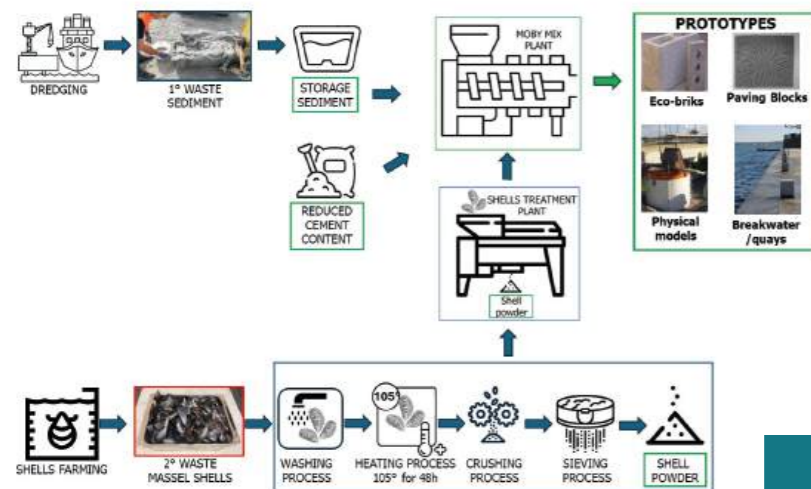 PROTOTYPES
MOBY MIX
PLANT
DREDGING
1° WASTE
SEDIMENT
STORAGE
SEDIMENT
Eco-briks
Paving Blocks
REDUCED
CEMENT
CONTENT
SHELLS TREATMENT
PLANT
Shell
powder
Physical
models
Breakwater
/quays
105°
SHELLS FARMING
2° WASTE
MASSEL SHELLS
WASHING
PROCESS
HEATING PROCESS
105° for 48h
CRUSHING
PROCESS
SIEVING
PROCESS
SHELL
POWDER